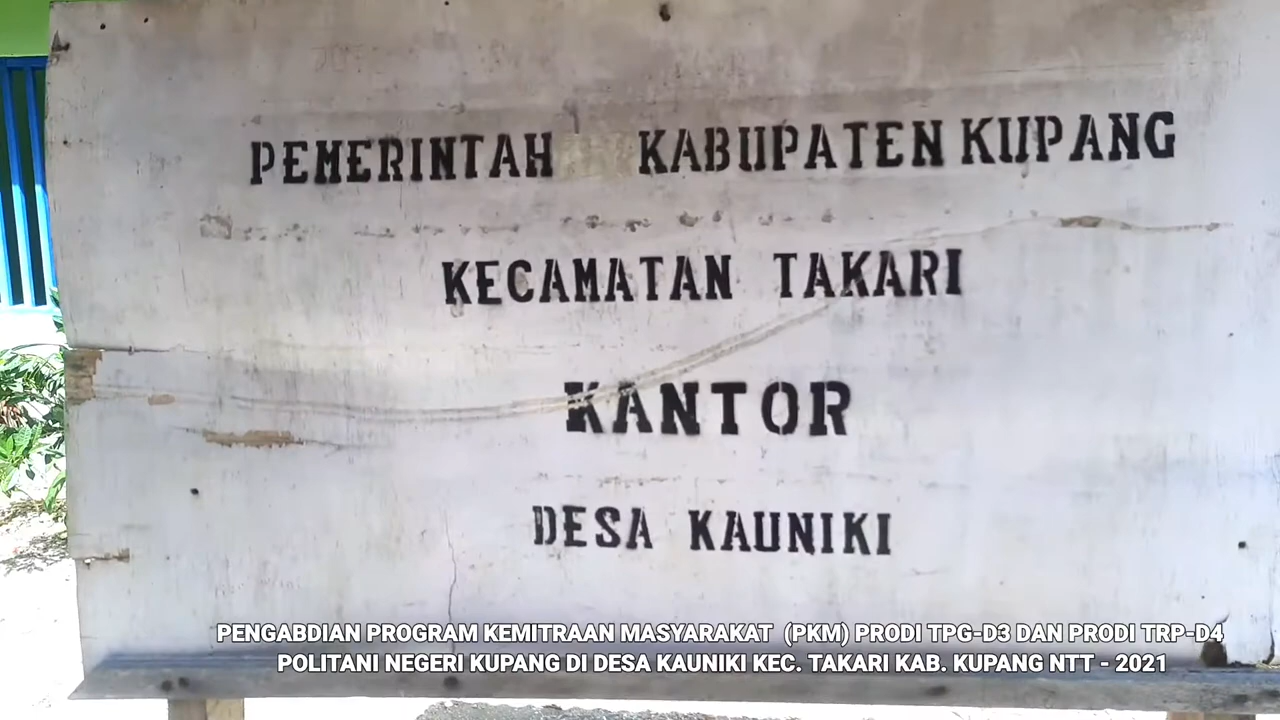 PEMERINTAH KABUPATEN KUPANG
KECAMATAN TAKARI
KANTOR
DESA KAUNIKI
PENGABDIAN PROGRAM KEMITRAAN MASYARAKAT (PKM) PRODI TPG-D3 DAN PRODI TRP-D4
POLITANI NEGERI KUPANG DI DESA KAUNIKI KEC. TAKARI KAB. KUPANG NTT - 2021